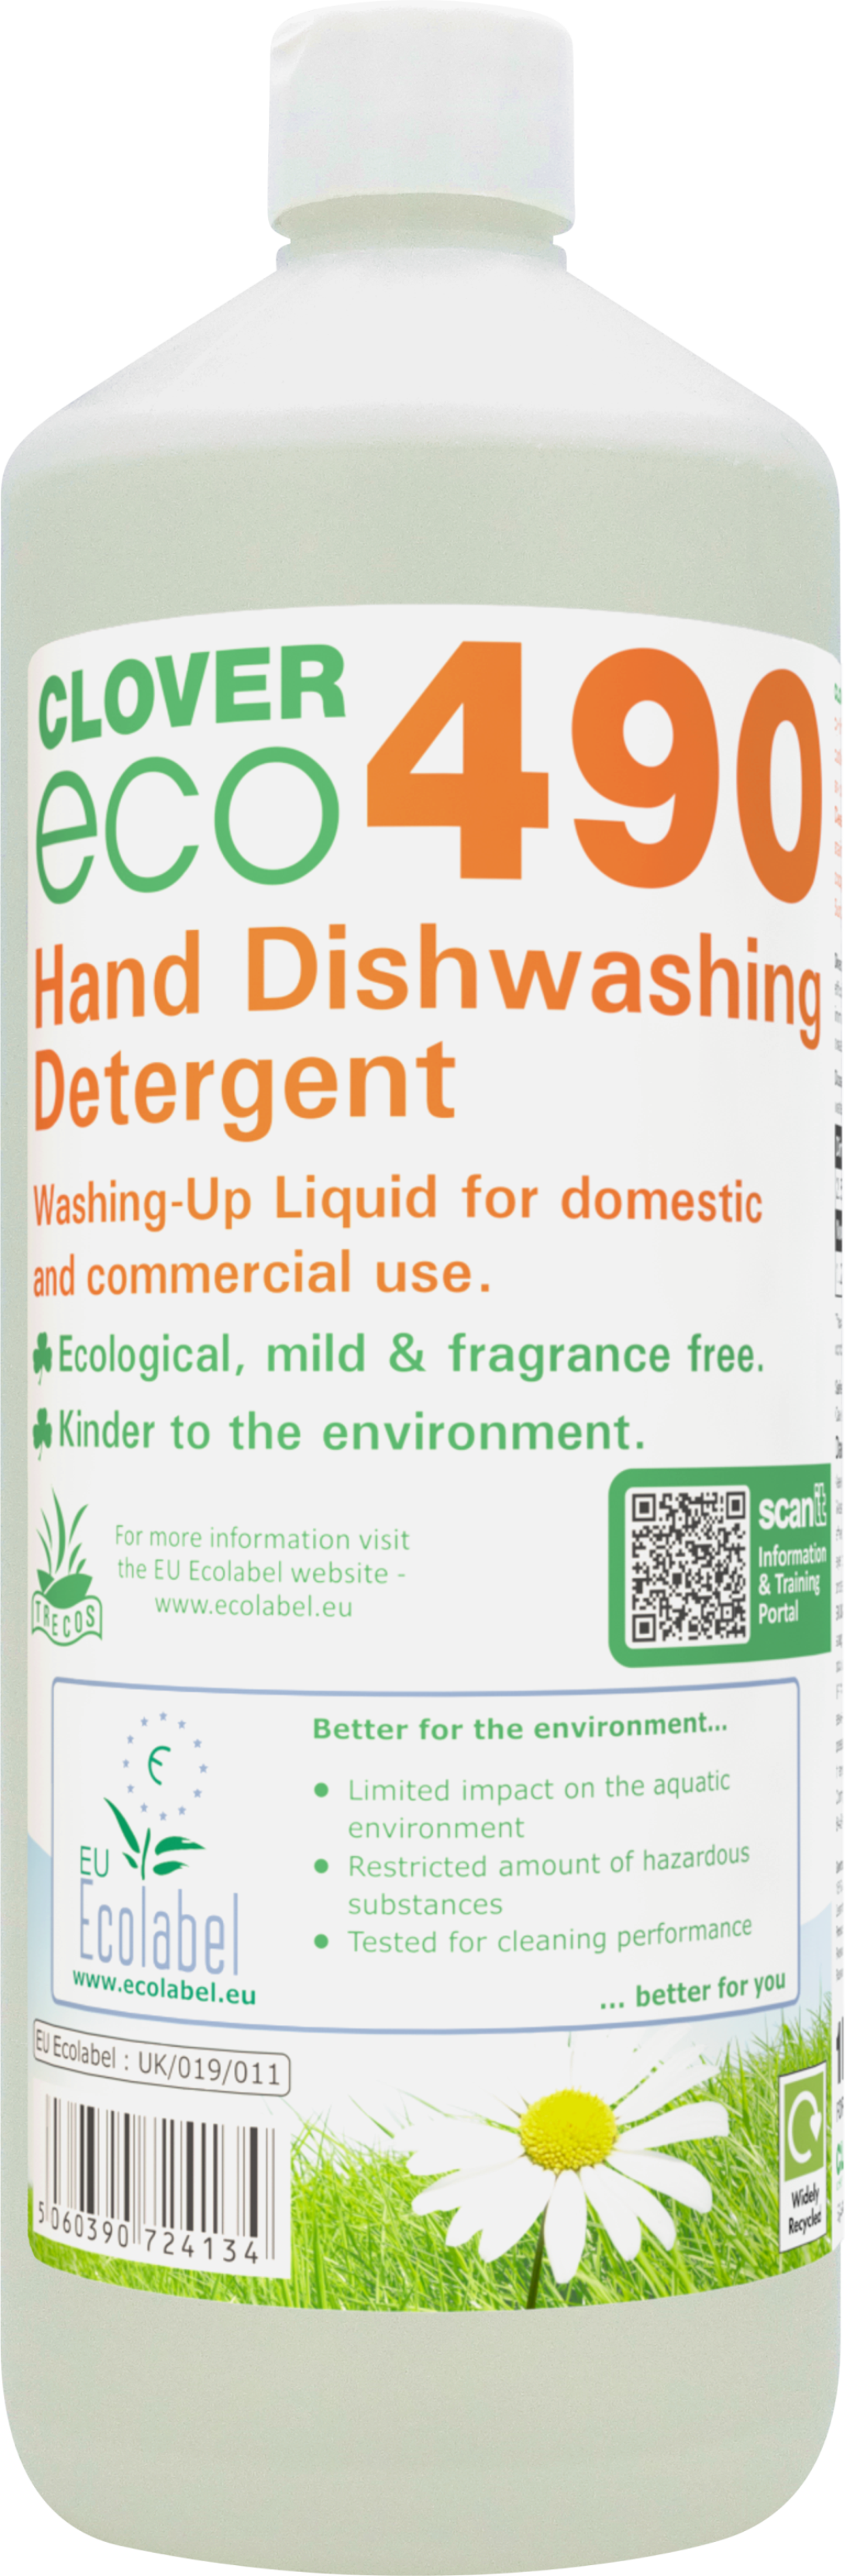 CLOVER
eco 490
Hand Dishwashing
Detergent
Washing-Up Liquid for domestic
and commercial use.
Ecological, mild & fragrance free.
Kinder to the environment.
TRECOS
For more information visit
the EU Ecolabel website -
www.ecolabel.eu
scan it
Information
& Training
Portal
EU
Ecolabel
www.ecolabel.eu
Better for the environment...
• Limited impact on the aquatic
environment
• Restricted amount of hazardous
substances
• Tested for cleaning performance
... better for you
EU Ecolabel : UK/019/011
5 060390 724134
Widely
Recycled